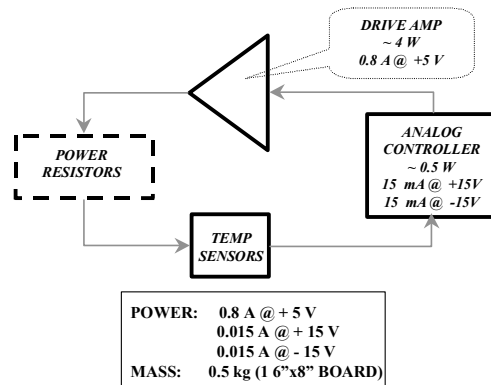 DRIVE AMP
~ 4 W
0.8 A @ +5 V
POWER
RESISTORS
ANALOG
CONTROLLER
~ 0.5 W
15 mA @ +15V
15 mA @ -15V
TEMP
SENSORS
POWER: 0.8 A @ + 5 V
0.015 A @ + 15 V
0.015 A @ - 15 V
MASS: 0.5 kg (1 6”x8” BOARD)